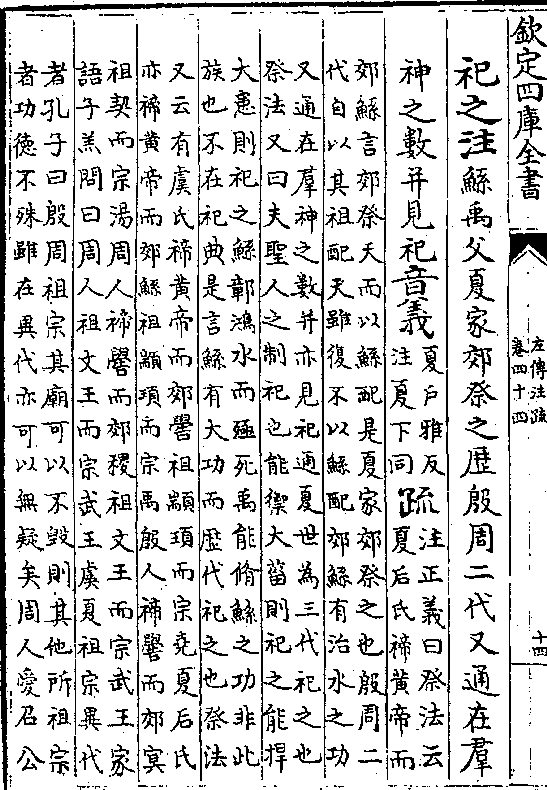 欽定四庫全書
左傳注疏
卷四十四
十四
祀之注鯀禹父夏家郊祭之歴殷周二代又通在羣
神之數并見祀音義
夏户雅反
注夏下同
疏
注正義曰祭法云
夏后氏禘黄帝而
郊鯀言郊祭天而以鯀配是夏家郊祭之也殷周二
代自以其祖配天雖復不以鯀配郊鯀有治水之功
又通在羣神之數并亦見祀通夏世為三代祀之也
祭法又曰夫聖人之制祀也能禦大菑則祀之能捍
大患則祀之鯀鄣鴻水而殛死禹能脩鯀之功非此
族也不在祀典是言鯀有大功而歴代祀之也祭法
又云有虞氏禘黄帝而郊嚳祖顓頊而宗堯夏后氏
亦禘黄帝而郊鯀祖顓頊而宗禹殷人禘嚳而郊冥
祖契而宗湯周人禘嚳而郊稷祖文王而宗武王家
語子羔問曰周人祖文王而宗武王虞夏祖宗異代
者孔子曰殷周祖宗其廟可以不毀則其他所祖宗
者功徳不殊雖在異代亦可以無疑矣周人愛召公